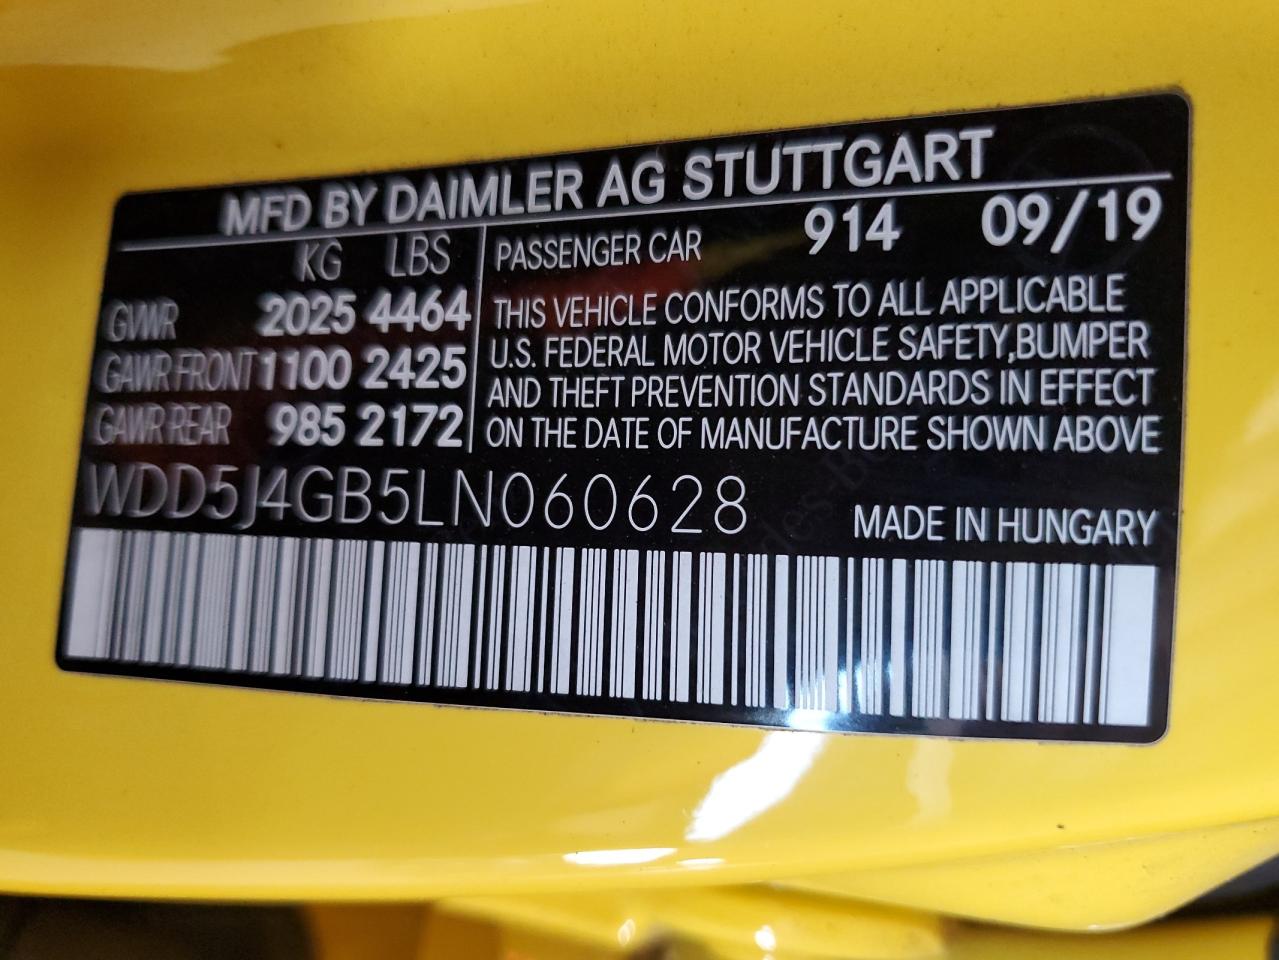 MFD BY DAIMLER AG STUTTGART
KG LBS
GVWR 2025 4464
GAWR FRONT 1100 2425
GAWR REAR 985 2172
PASSENGER CAR 914 09/19
THIS VEHICLE CONFORMS TO ALL APPLICABLE
U.S. FEDERAL MOTOR VEHICLE SAFETY,BUMPER
AND THEFT PREVENTION STANDARDS IN EFFECT
ON THE DATE OF MANUFACTURE SHOWN ABOVE
WDD5J4GB5LN060628
MADE IN HUNGARY